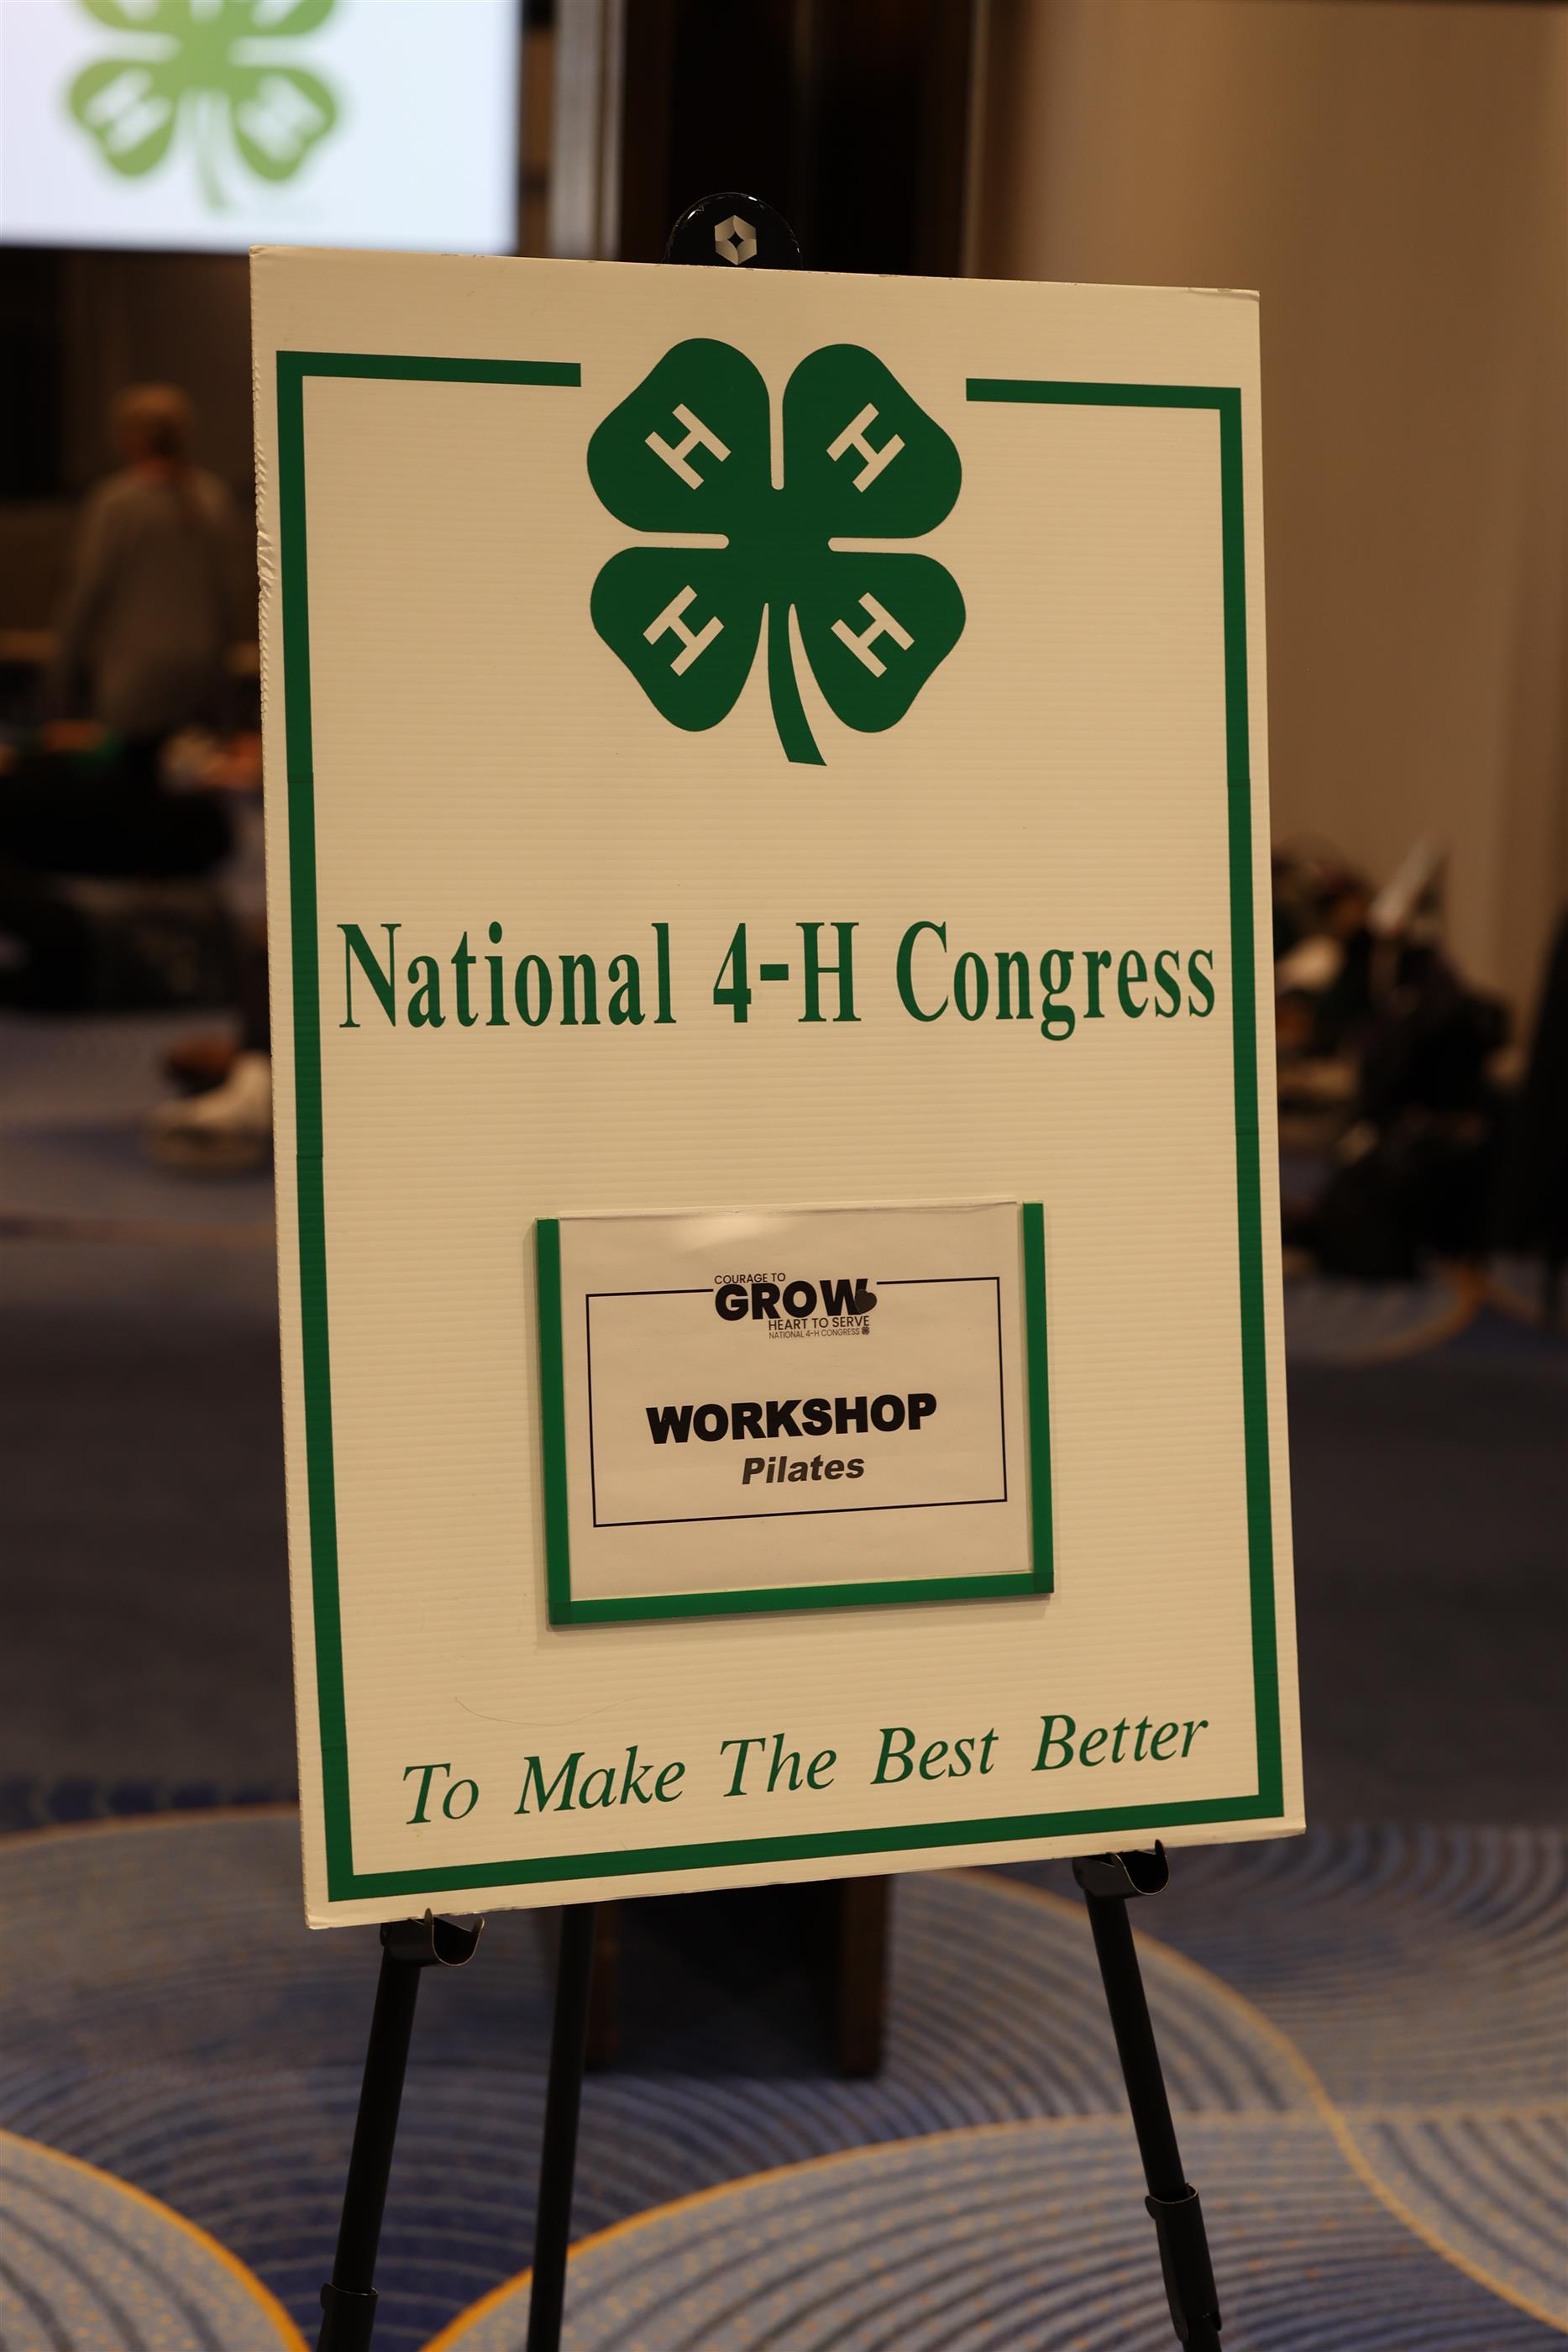 H H
H H
H H
H H
National 4-H Congress
COURAGE TO
GROW
HEART TO SERVE
NATIONAL 4-H CONGRESS
WORKSHOP
Pilates
To Make The Best Better